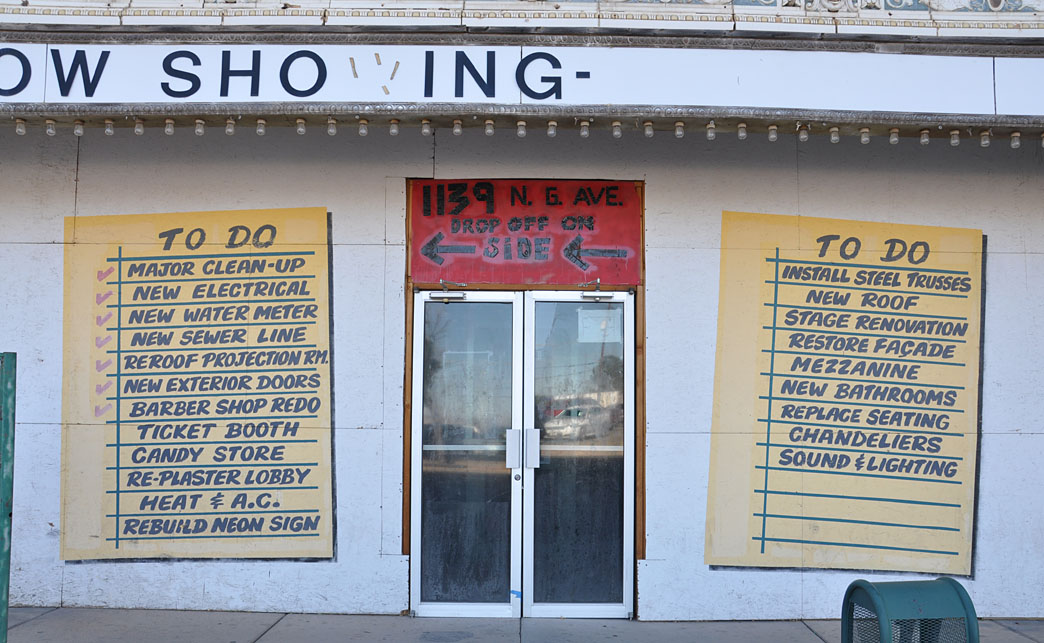 OW SHOWING-
1139 N. G. AVE.
DROP OFF ON
SIDE
TO DO
MAJOR CLEAN-UP
NEW ELECTRICAL
NEW WATER METER
NEW SEWER LINE
REROOF PROJECTION RM.
NEW EXTERIOR DOORS
BARBER SHOP REDO
TICKET BOOTH
CANDY STORE
RE-PLASTER LOBBY
HEAT & A.C.
REBUILD NEON SIGN
TO DO
INSTALL STEEL TRUSSES
NEW ROOF
STAGE RENOVATION
RESTORE FAÇADE
MEZZANINE
NEW BATHROOMS
REPLACE SEATING
CHANDELIERS
SOUND & LIGHTING